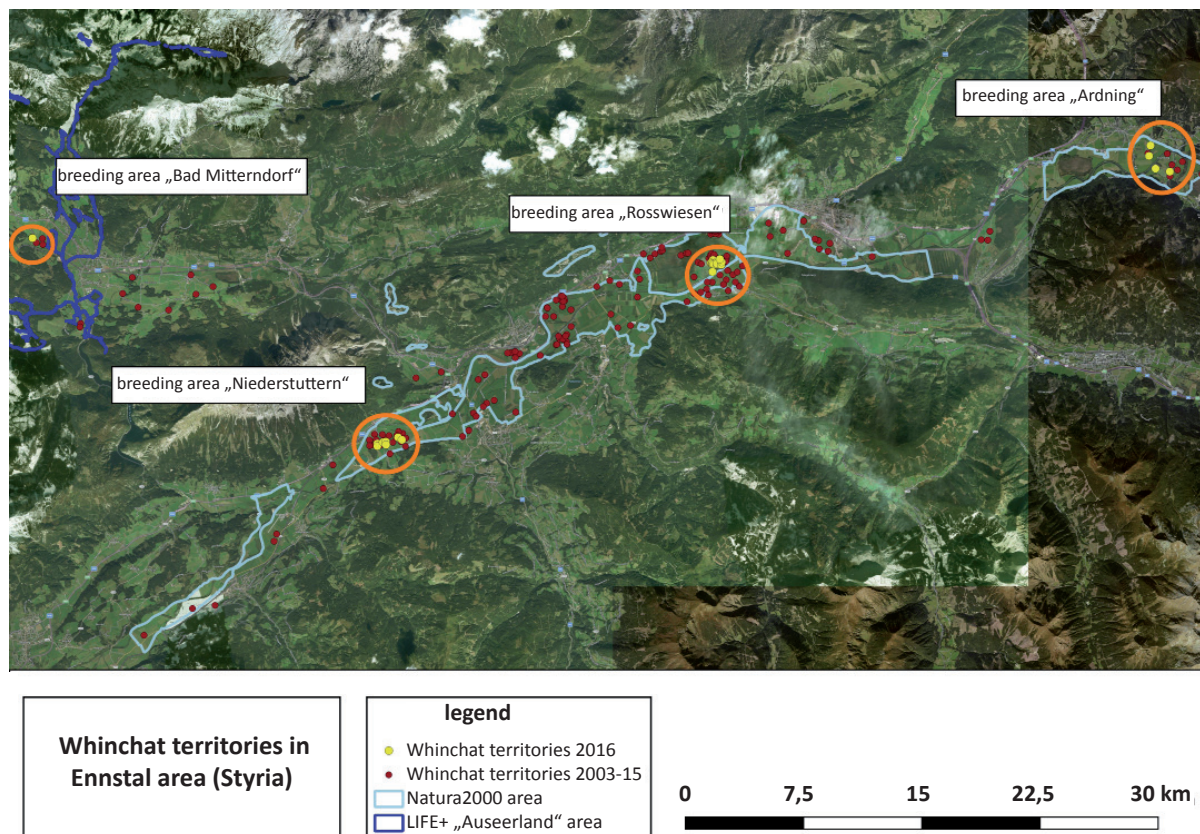 breeding area „Ardning“
breeding area „Bad Mitterndorf“
breeding area „Rosswiesen“
breeding area „Niederstuttern“
Whinchat territories in
Ennstal area (Styria)
legend
Whinchat territories 2016
Whinchat territories 2003-15
Natura2000 area
LIFE+ „Auseerland“ area
0 7,5 15 22,5 30 km